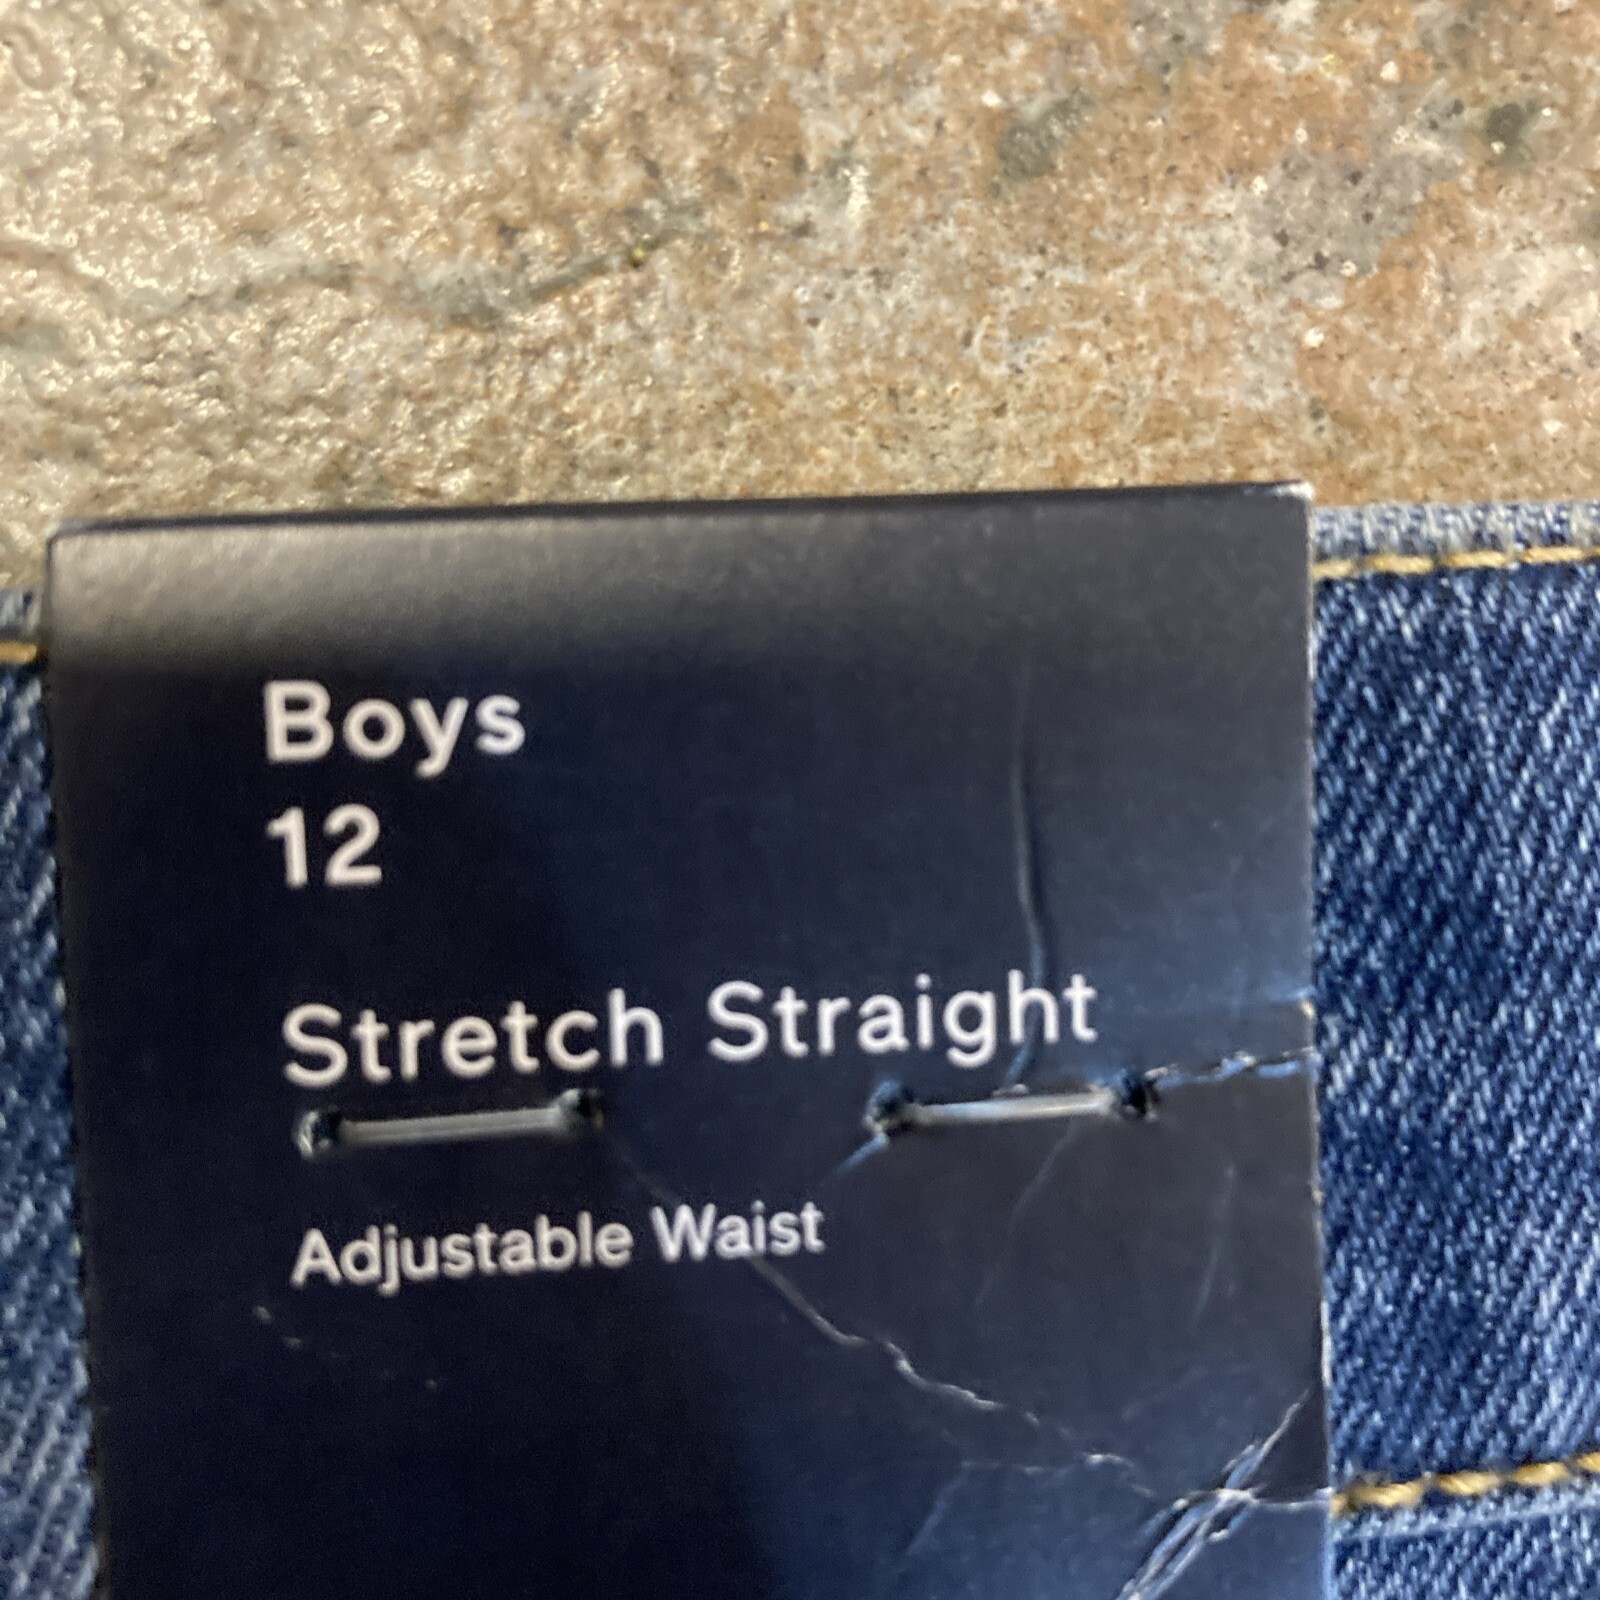 Boys
12
Stretch Straight
Adjustable Waist